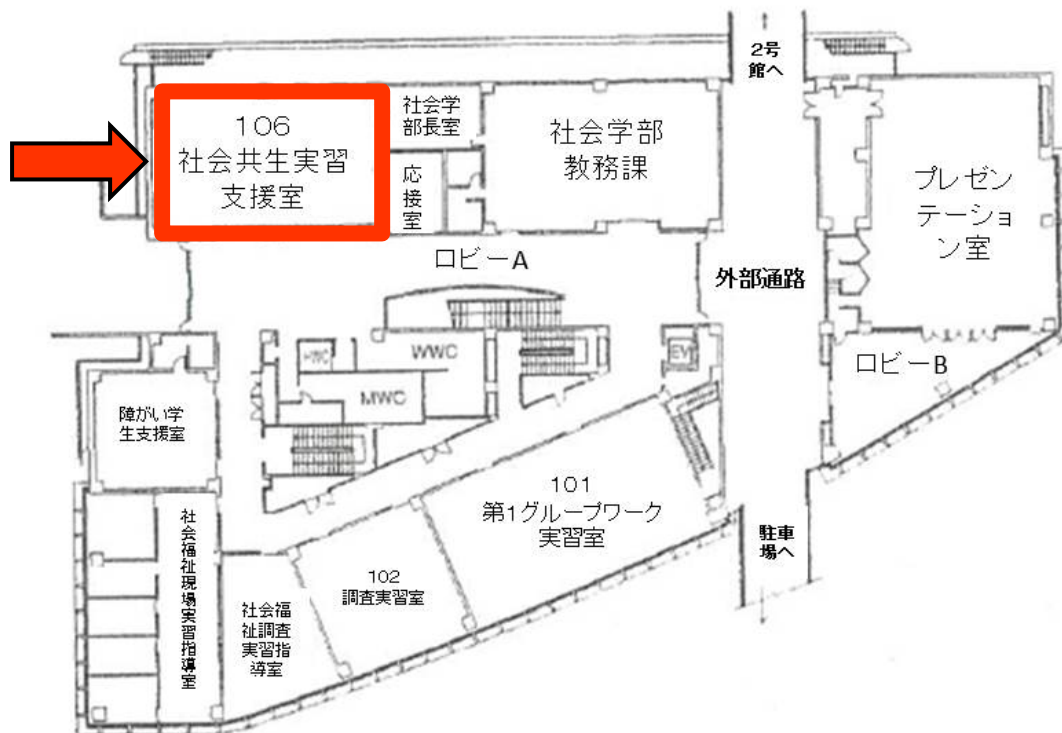 2号
館へ
106
社会共生実習
支援室
社会学
部長室
応
接
室
社会学部
教務課
プレゼン
テーショ
ン室
ロビーA
外部通路
ロビーB
HWC
WWC
MWC
EV
障がい学
生支援室
101
第1グループワーク
実習室
102
調査実習室
社会福
祉調査
実習指
導室
社会福祉現場実習指導室
駐車
場へ